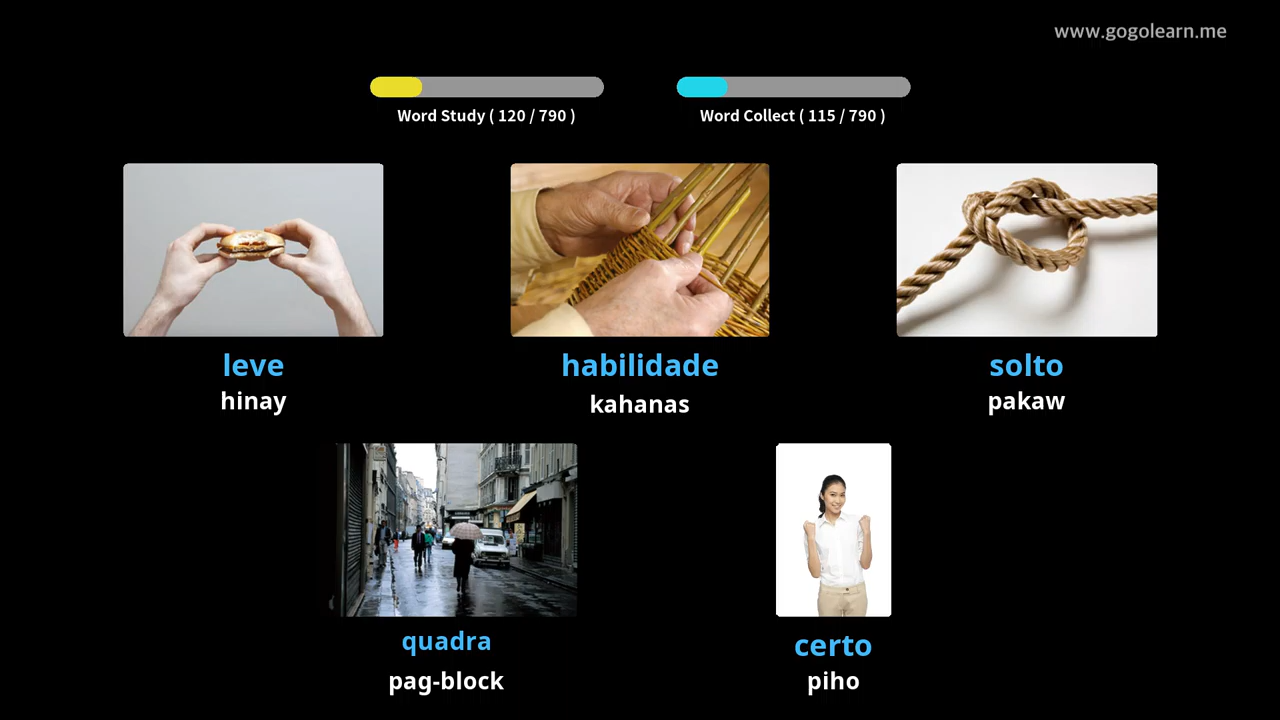 www.gogolearn.me
Word Study ( 120 / 790 )
Word Collect ( 115 / 790 )
leve
hinay
habilidade
kahanas
solto
pakaw
quadra
pag-block
certo
piho